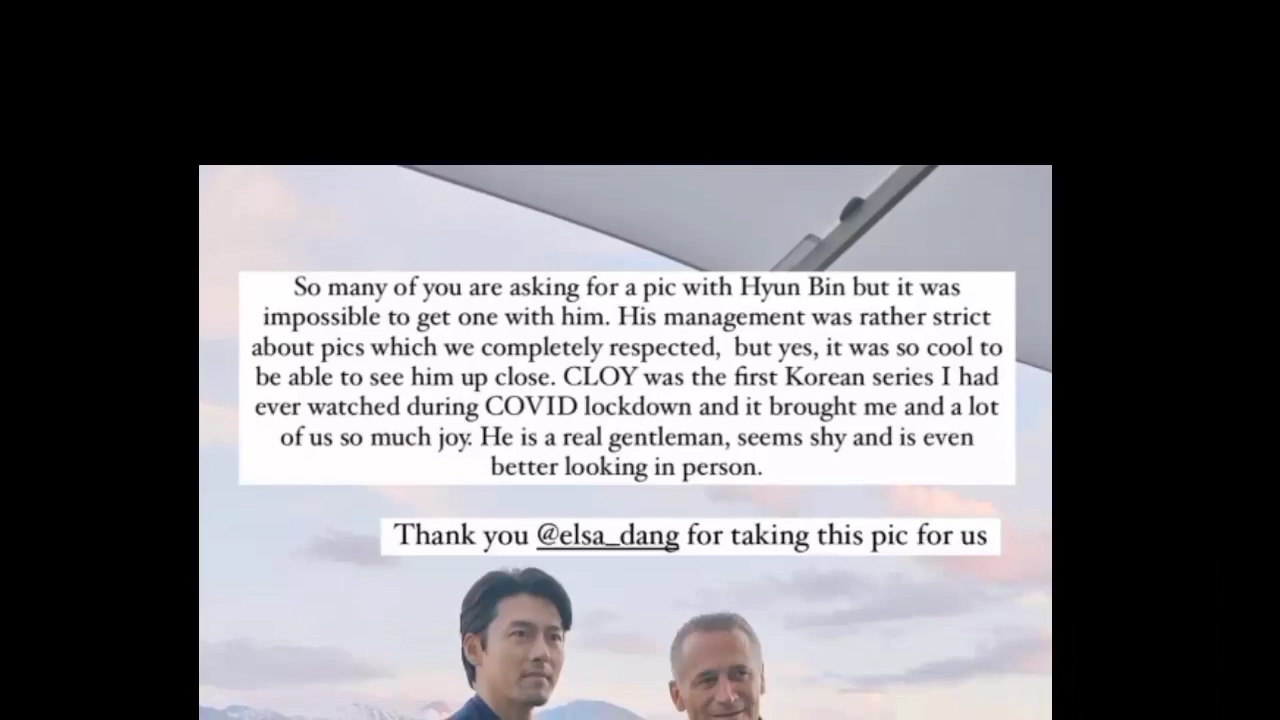 So many of you are asking for a pic with Hyun Bin but it was
impossible to get one with him. His management was rather strict
about pics which we completely respected,  but yes, it was so cool to
be able to see him up close. CLOY was the first Korean series I had
ever watched during COVID lockdown and it brought me and a lot
of us so much joy. He is a real gentleman, seems shy and is even
better looking in person.
Thank you @elsa_dang for taking this pic for us